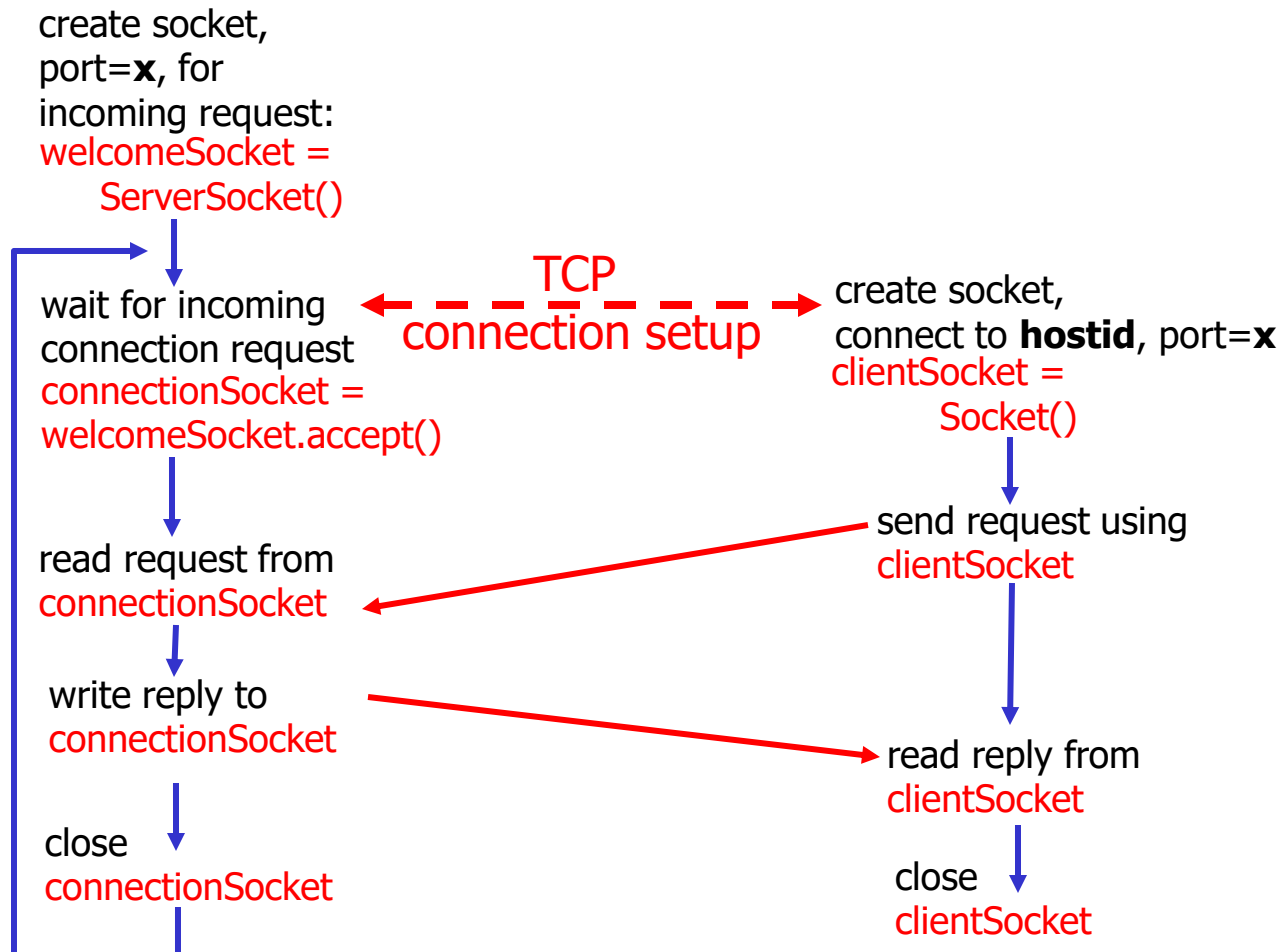 create socket,
port=x, for
incoming request:
welcomeSocket =
ServerSocket()
wait for incoming
connection request
connectionSocket =
welcomeSocket.accept()
read request from
connectionSocket
write reply to
connectionSocket
close
connectionSocket
TCP
connection setup
create socket,
connect to hostid, port=x
clientSocket =
Socket()
send request using
clientSocket
read reply from
clientSocket
close
clientSocket